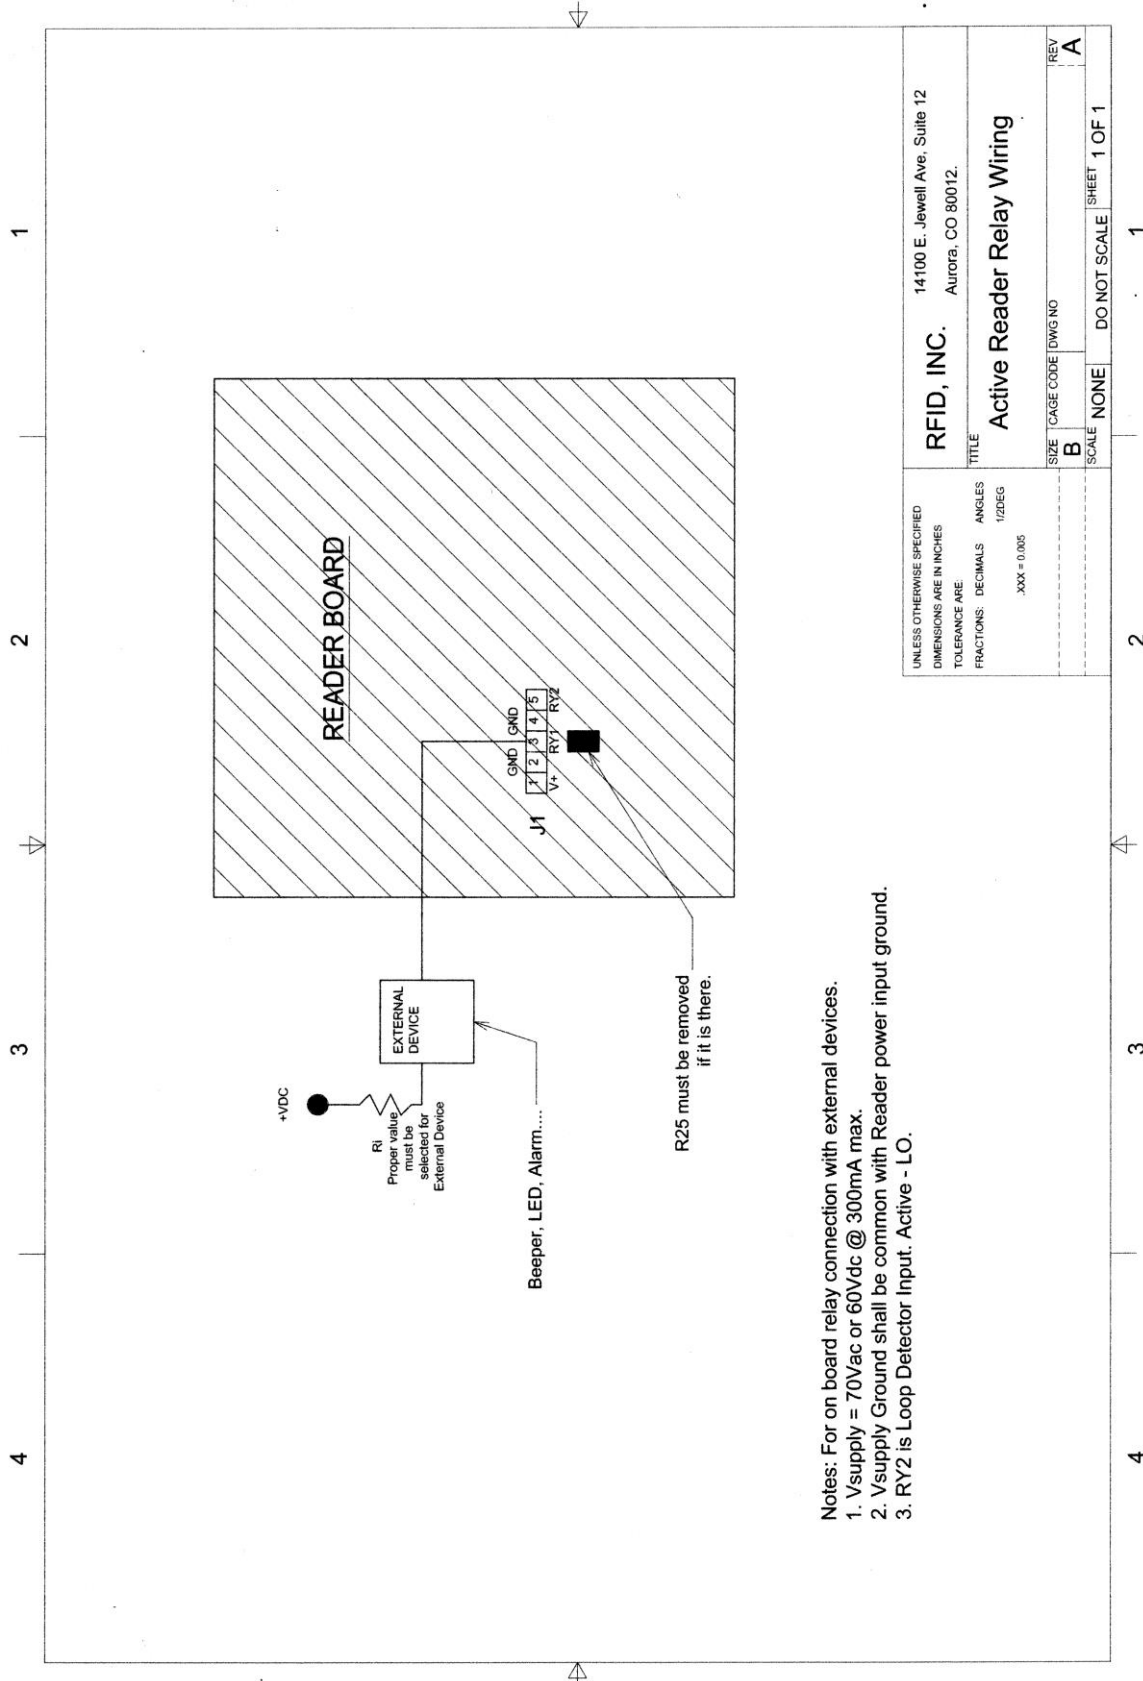 4
3
2
1
+VDC
Ri
Proper value
must be
selected for
External Device
EXTERNAL
DEVICE
Beeper, LED, Alarm....
READER BOARD
J1
GND
GND
1 2 3 4 5
V+
RY1
RY2
R25 must be removed
if it is there.
Notes: For on board relay connection with external devices.
1. Vsupply = 70Vac or 60Vdc @ 300mA max.
2. Vsupply Ground shall be common with Reader power input ground.
3. RY2 is Loop Detector Input. Active - LO.
UNLESS OTHERWISE SPECIFIED
DIMENSIONS ARE IN INCHES
TOLERANCE ARE:
FRACTIONS: DECIMALS ANGLES
1/2DEG
.XXX = 0.005
RFID, INC.
14100 E. Jewell Ave, Suite 12
Aurora, CO 80012.
TITLE
Active Reader Relay Wiring
SIZE
B
CAGE CODE
DWG NO
REV
A
SCALE NONE
DO NOT SCALE
SHEET 1 OF 1
4
3
2
1